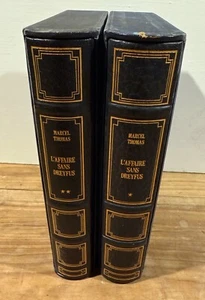 MARCEL
THOMAS
L'AFFAIRE
SANS
DREYFUS
**
MARCEL
THOMAS
L'AFFAIRE
SANS
DREYFUS
*